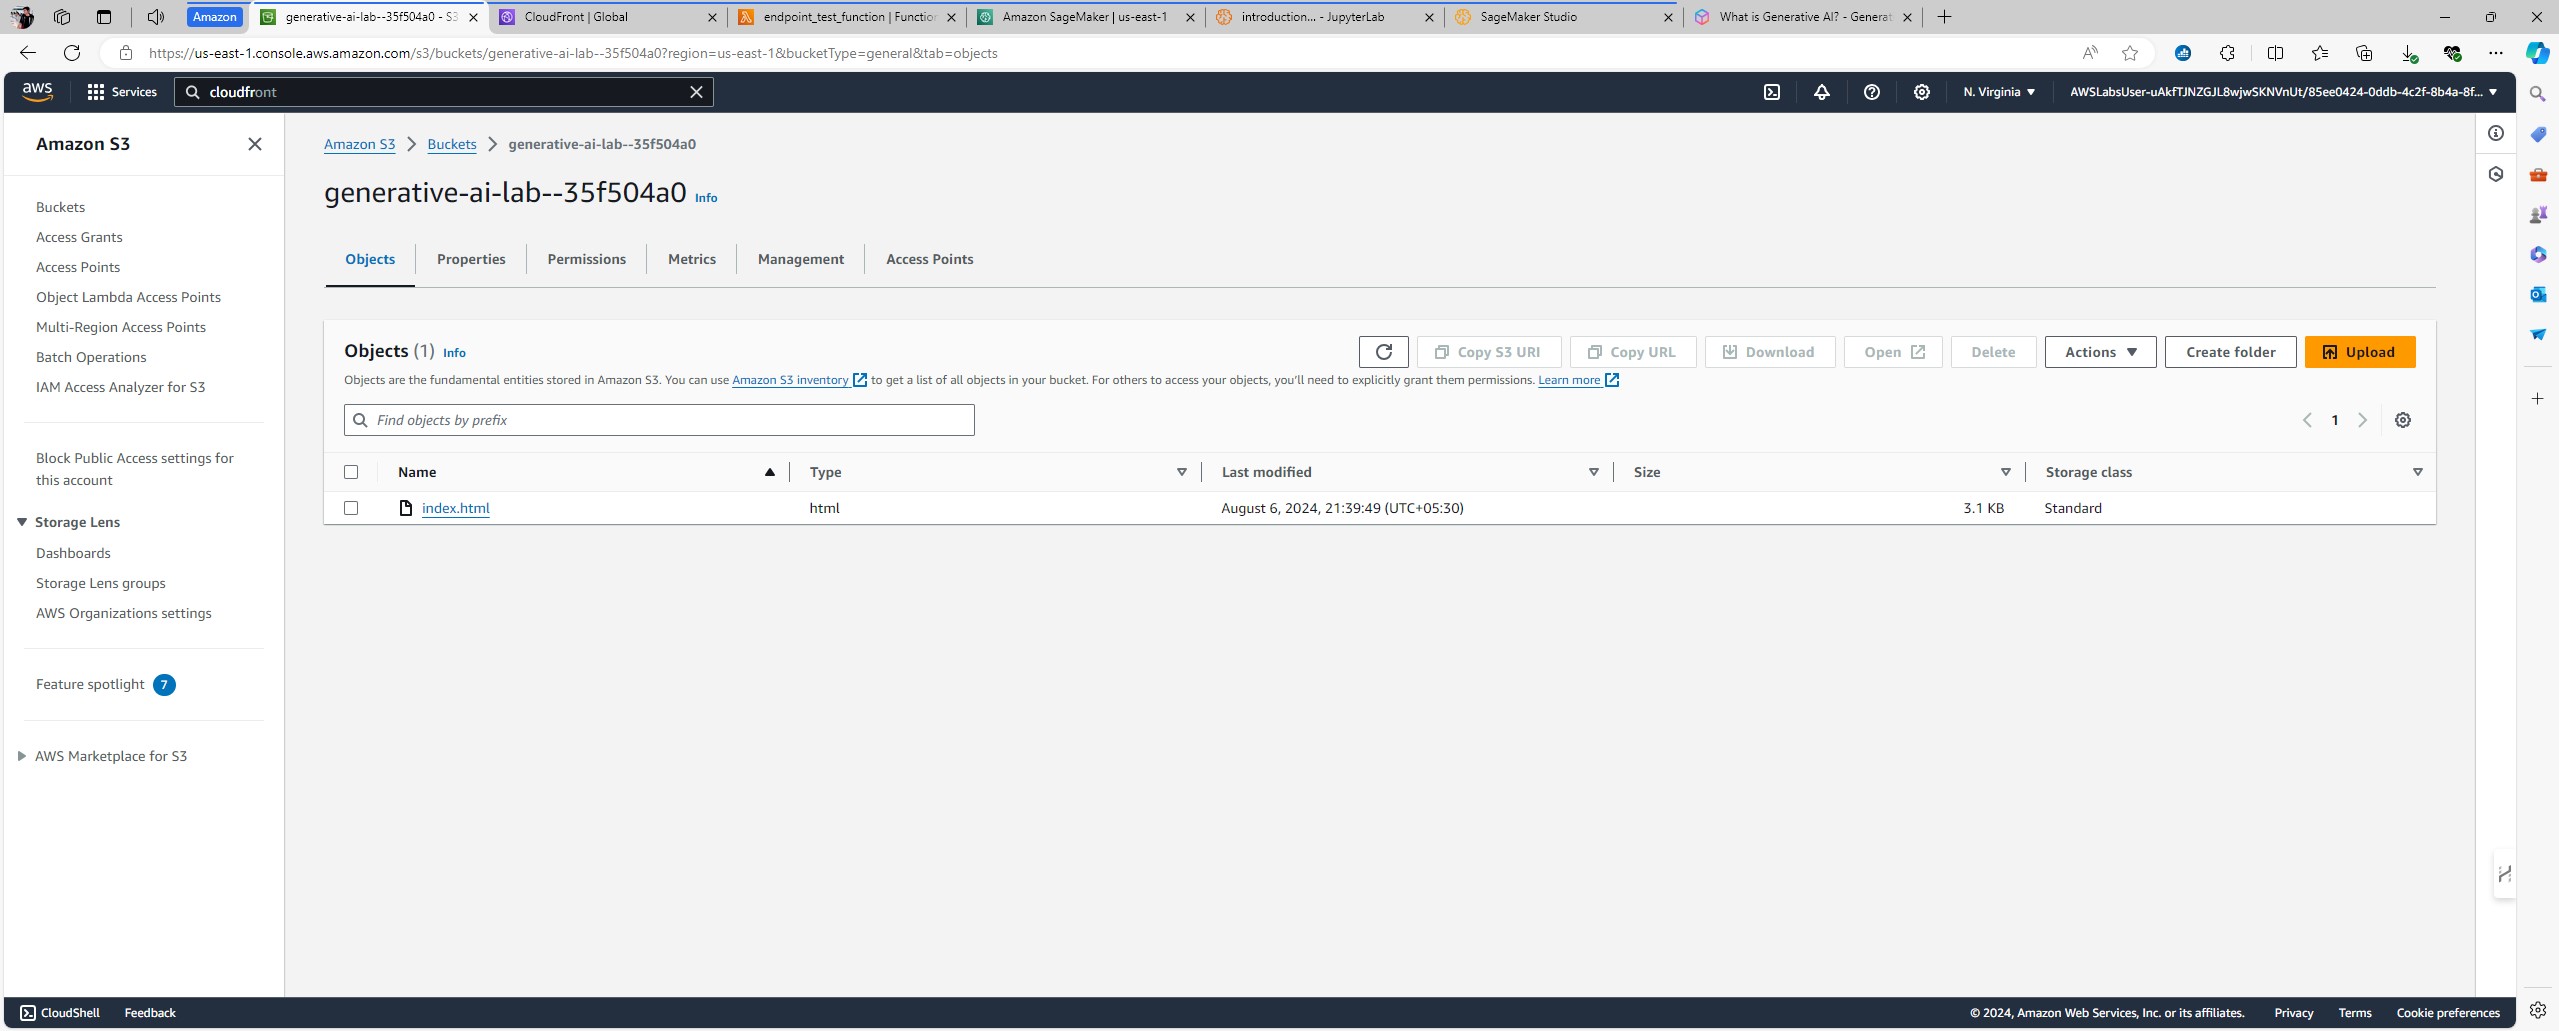 Amazon
generative-ai-lab--35f504a0 - S3
CloudFront | Global
endpoint_test_function | Function
Amazon SageMaker | us-east-1
introduction... - JupyterLab
SageMaker Studio
What is Generative AI? - Generat
https://us-east-1.console.aws.amazon.com/s3/buckets/generative-ai-lab--35f504a0?region=us-east-1&bucketType=general&tab=objects
aws
Services
cloudfront
N. Virginia
AWSLabsUser-uAkfTJNZGJL8wjwSKNVnUt/85ee0424-0ddb-4c2f-8b4a-8f...
Amazon S3
Buckets
Access Grants
Access Points
Object Lambda Access Points
Multi-Region Access Points
Batch Operations
IAM Access Analyzer for S3
Block Public Access settings for
this account
Storage Lens
Dashboards
Storage Lens groups
AWS Organizations settings
Feature spotlight 7
AWS Marketplace for S3
Amazon S3 > Buckets > generative-ai-lab--35f504a0
generative-ai-lab--35f504a0 Info
Objects Properties Permissions Metrics Management Access Points
Objects (1) Info
Copy S3 URI Copy URL Download Open Delete Actions Create folder Upload
Objects are the fundamental entities stored in Amazon S3. You can use Amazon S3 inventory to get a list of all objects in your bucket. For others to access your objects, you'll need to explicitly grant them permissions. Learn more
Find objects by prefix
1
Name Type Last modified Size Storage class
index.html html August 6, 2024, 21:39:49 (UTC+05:30) 3.1 KB Standard
CloudShell Feedback © 2024, Amazon Web Services, Inc. or its affiliates. Privacy Terms Cookie preferences